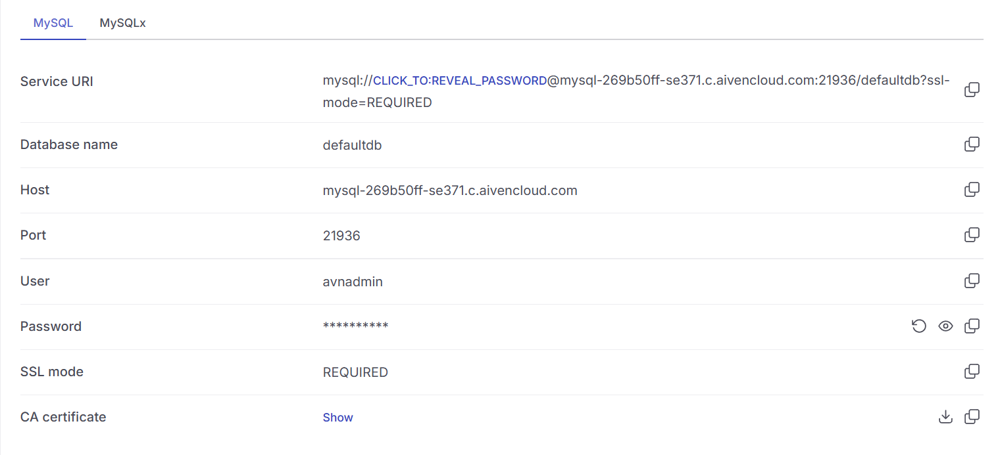 MySQL MySQLx
Service URI mysql://CLICK_TO:REVEAL_PASSWORD@mysql-269b50ff-se371.c.aivencloud.com:21936/defaultdb?ssl-
mode=REQUIRED
Database name defaultdb
Host mysql-269b50ff-se371.c.aivencloud.com
Port 21936
User avnadmin
Password **********
SSL mode REQUIRED
CA certificate Show